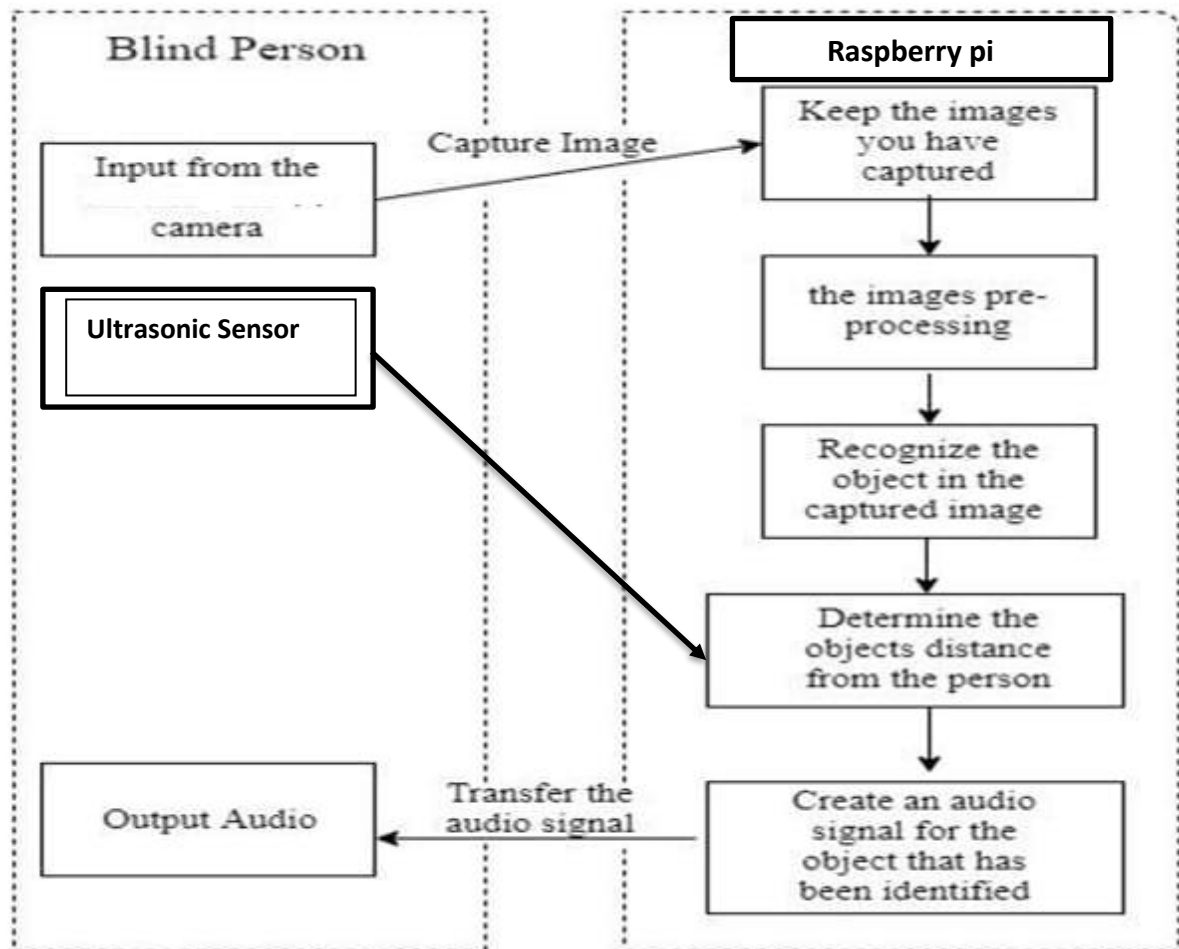 Blind Person
Input from the
camera
Ultrasonic Sensor
Output Audio
Capture Image
Transfer the
audio signal
Raspberry pi
Keep the images
you have
captured
the images pre-
processing
Recognize the
object in the
captured image
Determine the
objects distance
from the person
Create an audio
signal for the
object that has
been identified